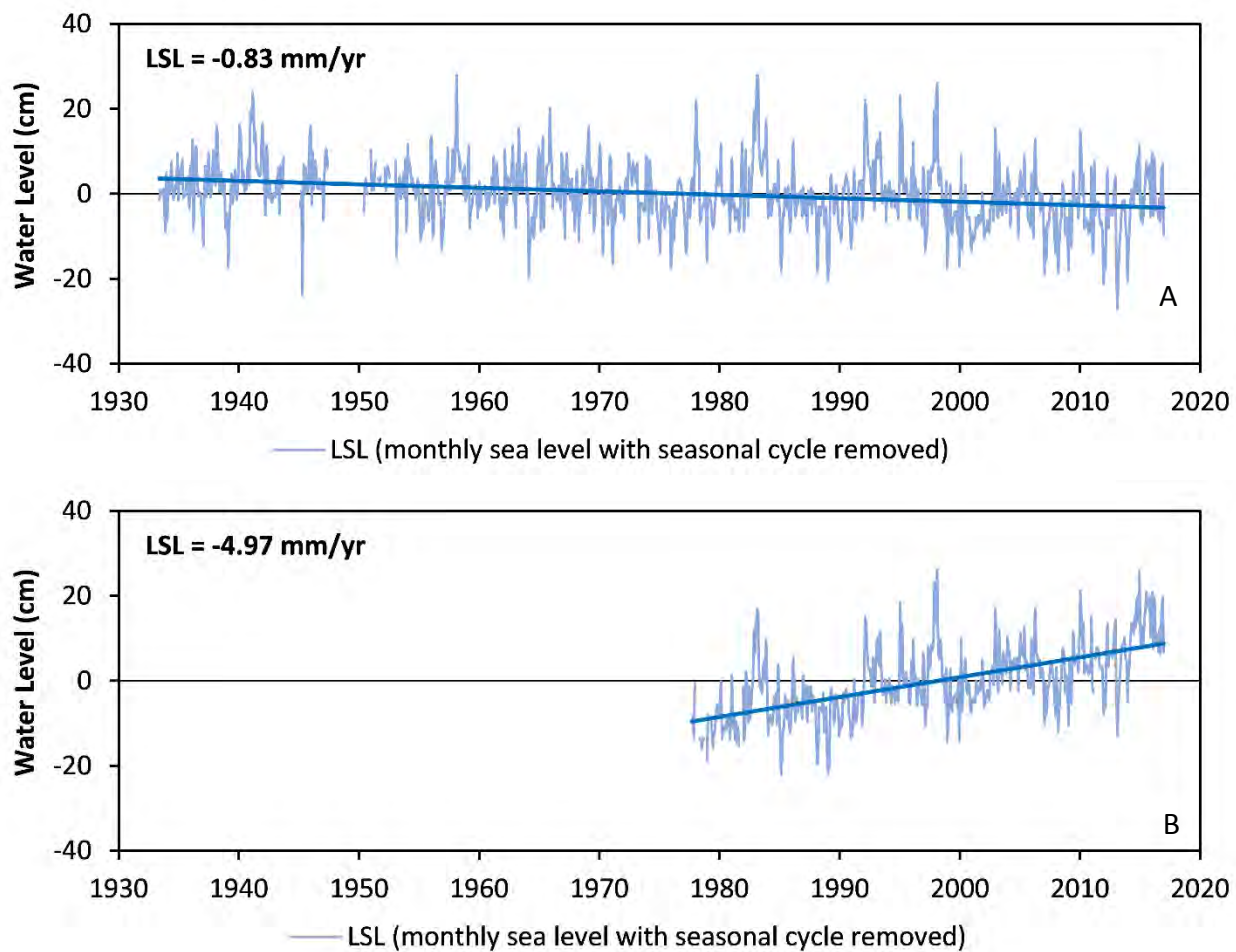 40
LSL = -0.83 mm/yr
20
0
-20
-40
Water Level (cm)
A
1930 1940 1950 1960 1970 1980 1990 2000 2010 2020
LSL (monthly sea level with seasonal cycle removed)
40
LSL = -4.97 mm/yr
20
0
-20
-40
Water Level (cm)
B
1930 1940 1950 1960 1970 1980 1990 2000 2010 2020
LSL (monthly sea level with seasonal cycle removed)